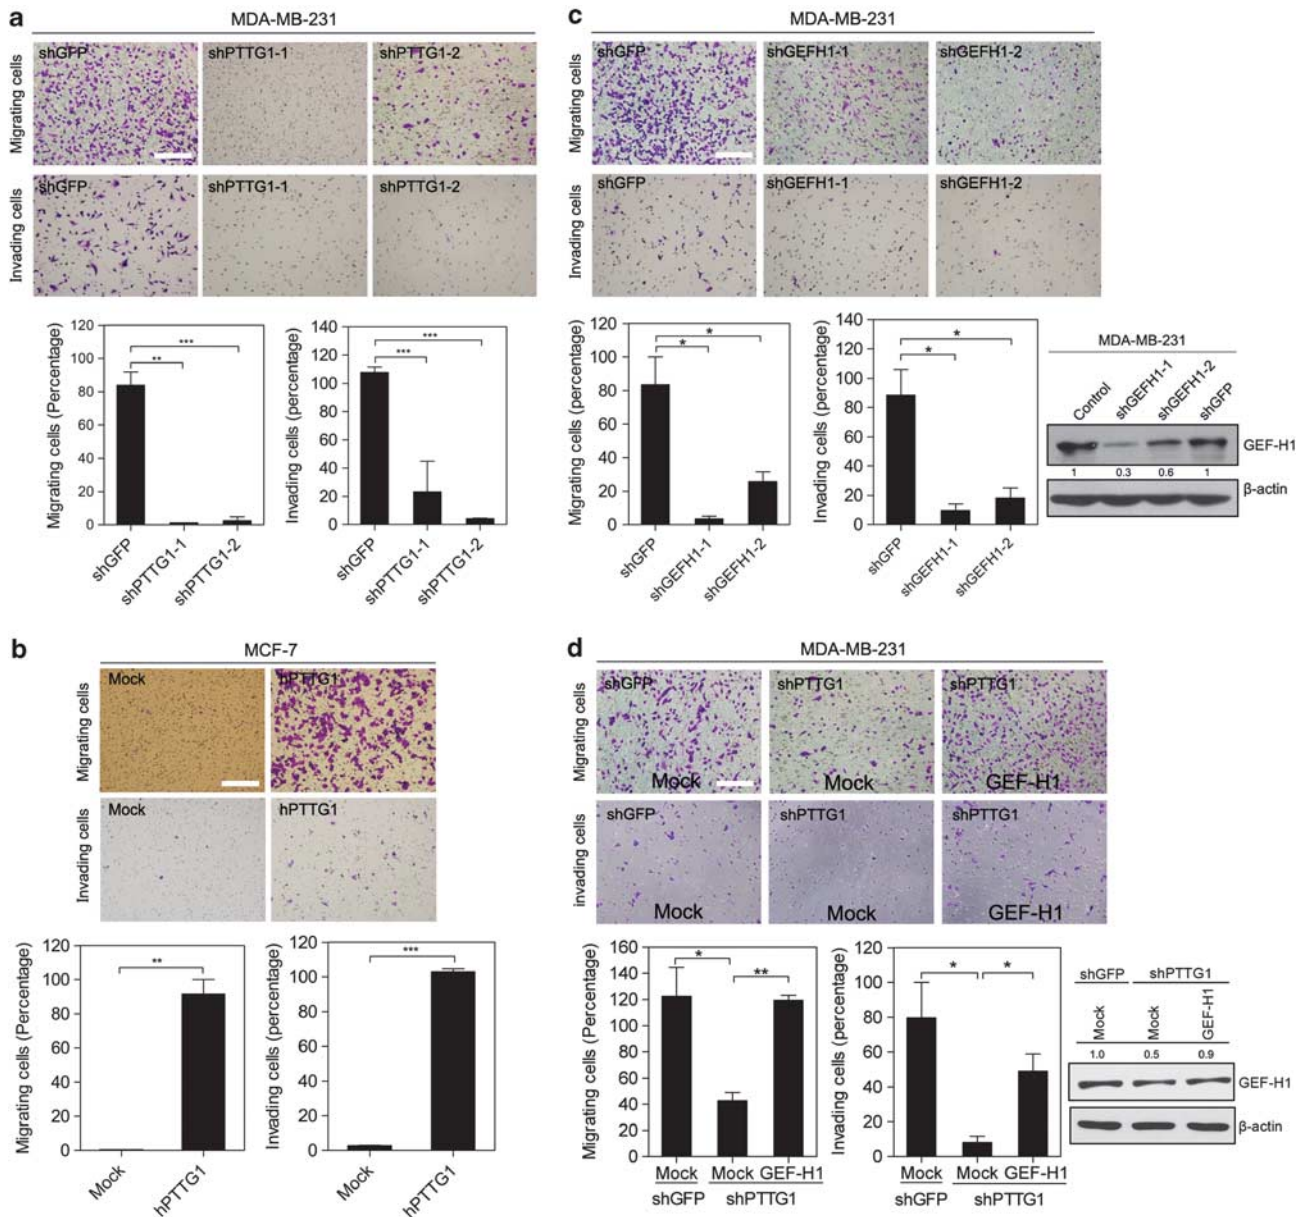 a
MDA-MB-231
Migrating cells
shGFP shPTTG1-1 shPTTG1-2
Invading cells
shGFP shPTTG1-1 shPTTG1-2
Migrating cells (Percentage)
120
100
80
60
40
20
0
***
**
shGFP shPTTG1-1 shPTTG1-2
Invading cells (percentage)
140
120
100
80
60
40
20
0
***
***
shGFP shPTTG1-1 shPTTG1-2
c
MDA-MB-231
Migrating cells
shGFP shGEFH1-1 shGEFH1-2
Invading cells
shGFP shGEFH1-1 shGEFH1-2
Migrating cells (percentage)
120
100
80
60
40
20
0
*
*
shGFP shGEFH1-1 shGEFH1-2
Invading cells (percentage)
140
120
100
80
60
40
20
0
*
*
shGFP shGEFH1-1 shGEFH1-2
MDA-MB-231
Control shGEFH1-1 shGEFH1-2 shGFP
GEF-H1
1 0.3 0.6 1
β-actin
b
MCF-7
Migrating cells
Mock hPTTG1
Invading cells
Mock hPTTG1
Migrating cells (Percentage)
120
100
80
60
40
20
0
**
Mock hPTTG1
Invading cells (percentage)
120
100
80
60
40
20
0
***
Mock hPTTG1
d
MDA-MB-231
Migrating cells
shGFP shPTTG1 shPTTG1
Mock Mock GEF-H1
invading cells
shGFP shPTTG1 shPTTG1
Mock Mock GEF-H1
Migrating cells (Percentage)
160
140
120
100
80
60
40
20
0
* **
Mock Mock GEF-H1
shGFP shPTTG1
Invading cells (percentage)
120
100
80
60
40
20
0
* *
Mock Mock GEF-H1
shGFP shPTTG1
shGFP shPTTG1
Mock Mock GEF-H1
1.0 0.5 0.9
GEF-H1
β-actin